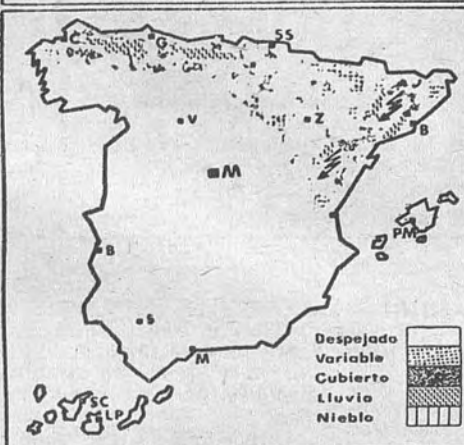 C
G
SS
V
Z
B
M
PM
B
S
M
SC
LP
Despejado
Variable
Cubierto
Lluvia
Niebla